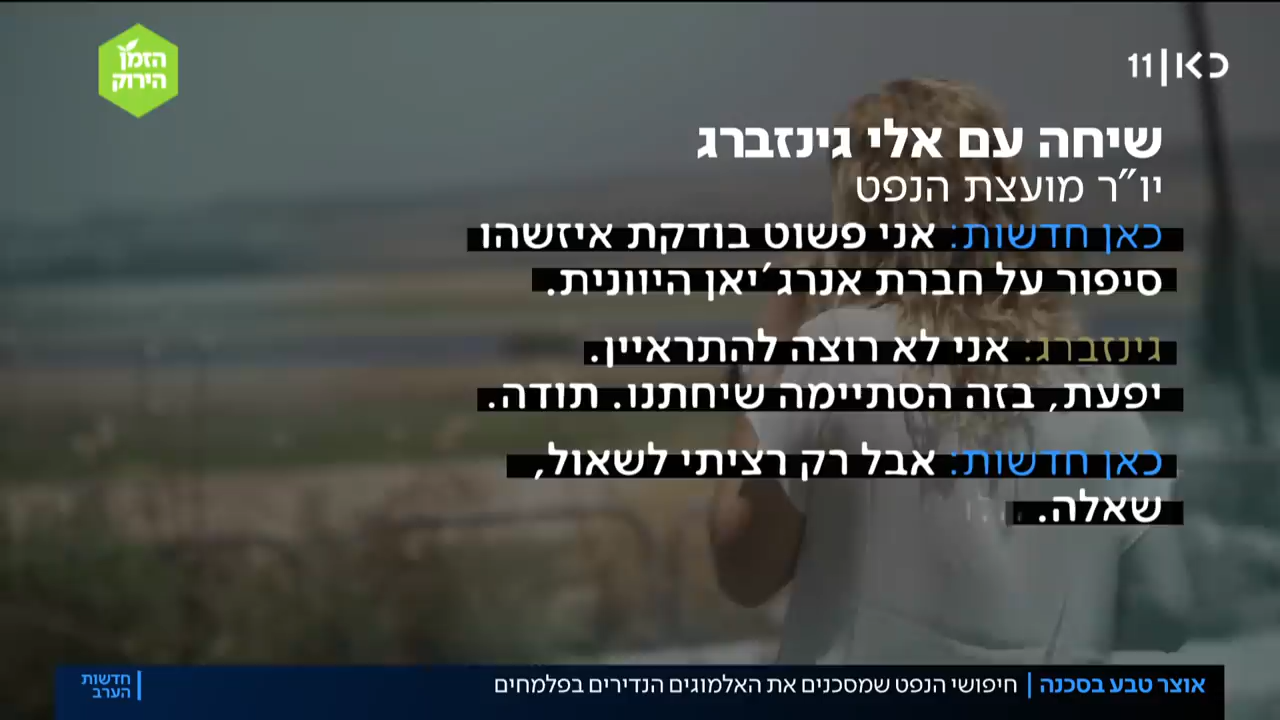 הזמן
הירוק
כאן 11
שיחה עם אלי גינזברג
יו״ר מועצת הנפט
כאן חדשות: אני פשוט בודקת איזשהו
סיפור על חברת אנרג׳יאן היוונית.
גינזברג: אני לא רוצה להתראיין.
יפעת, בזה הסתיימה שיחתנו. תודה.
כאן חדשות: אבל רק רציתי לשאול,
שאלה.
אוצר טבע בסכנה | חיפושי הנפט שמסכנים את האלמוגים הנדירים בפלמחים
חדשות
הערב